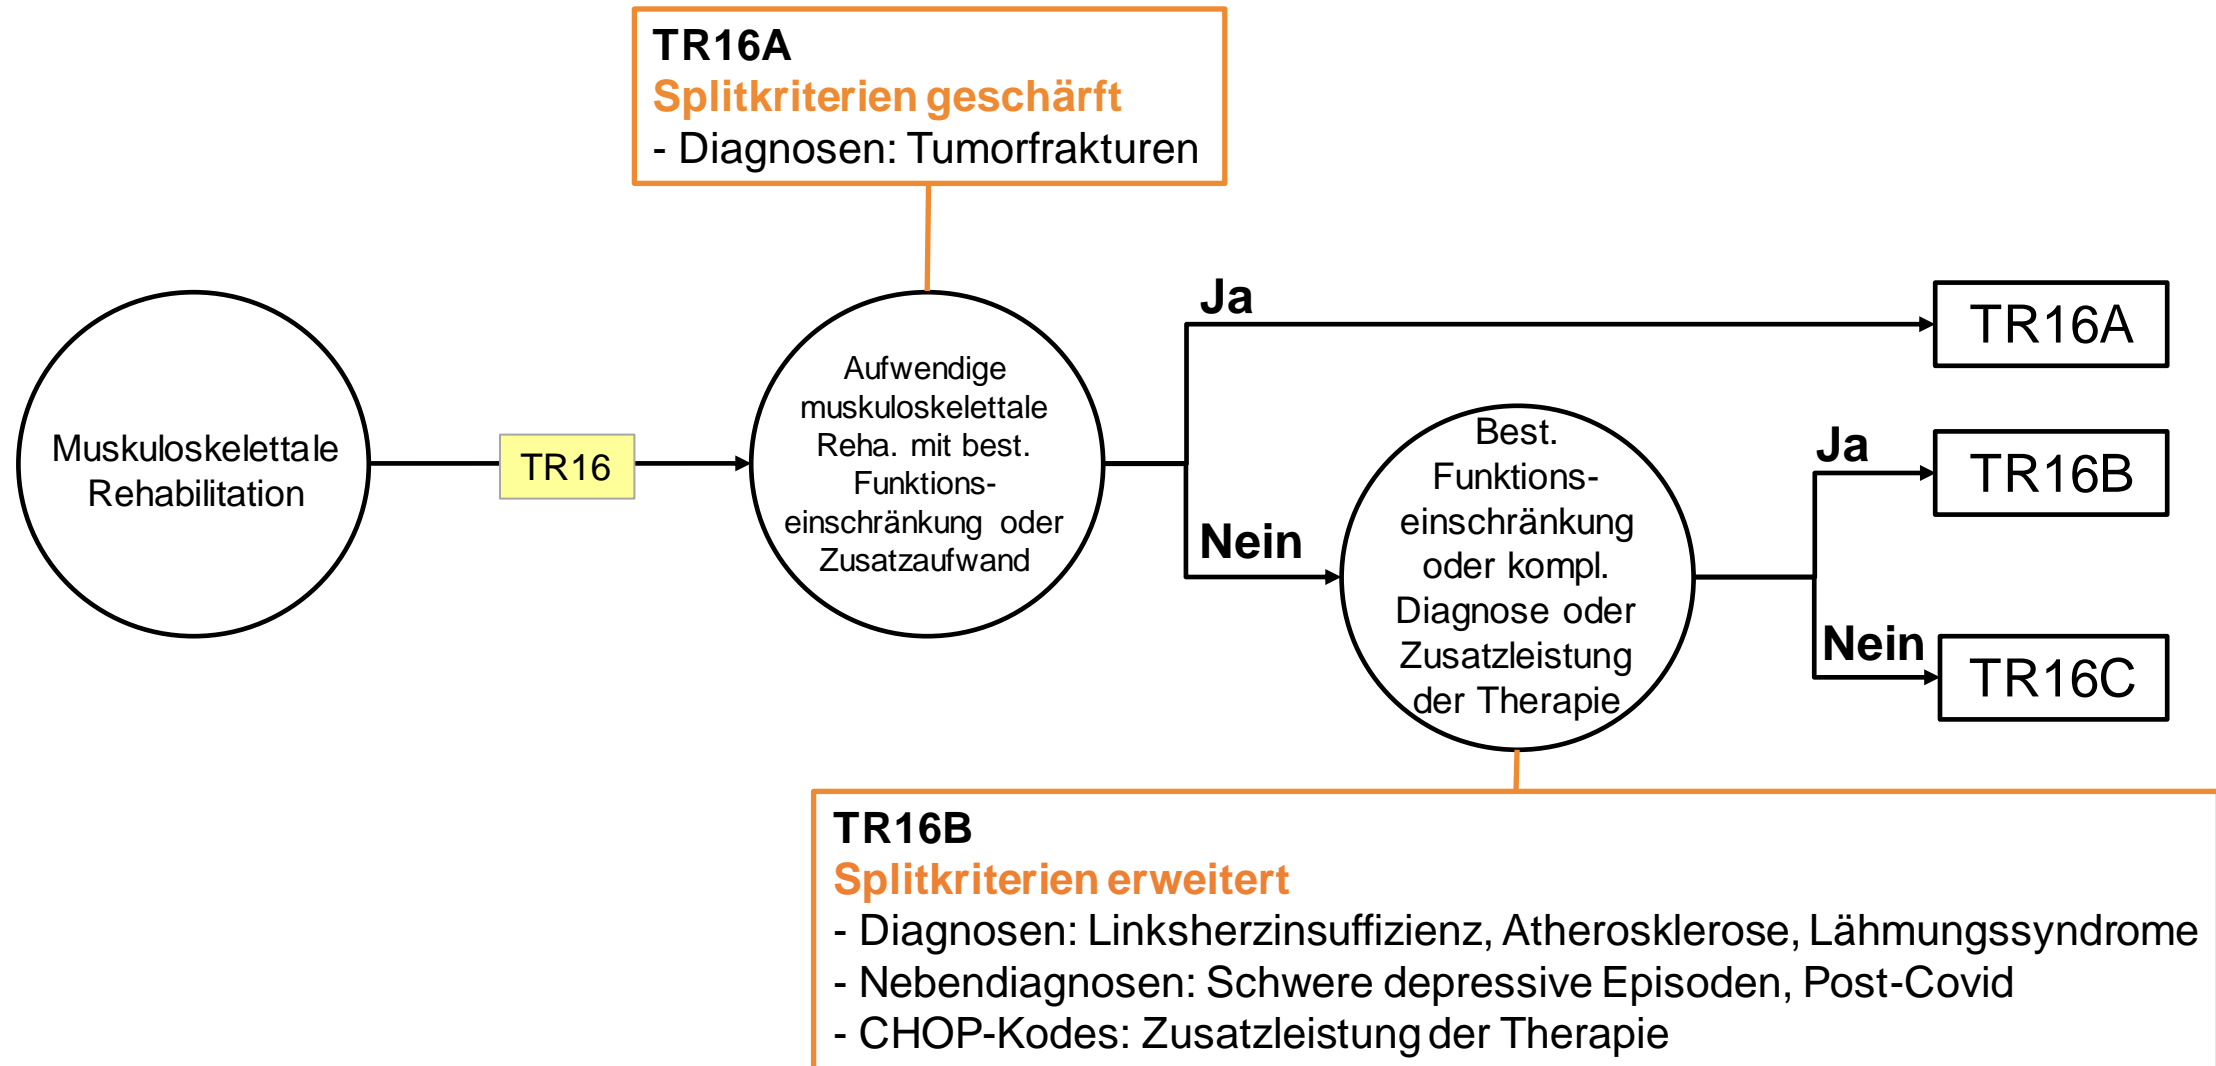 TR16A
Splitkriterien geschärft
- Diagnosen: Tumorfrakturen
Muskuloskelettale
Rehabilitation
TR16
Aufwendige
muskuloskelettale
Reha. mit best.
Funktions-
einschränkung oder
Zusatzaufwand
Ja
Nein
TR16A
Best.
Funktions-
einschränkung
oder kompl.
Diagnose oder
Zusatzleistung
der Therapie
Ja
Nein
TR16B
TR16C
TR16B
Splitkriterien erweitert
- Diagnosen: Linksherzinsuffizienz, Atherosklerose, Lähmungssyndrome
- Nebendiagnosen: Schwere depressive Episoden, Post-Covid
- CHOP-Kodes: Zusatzleistung der Therapie